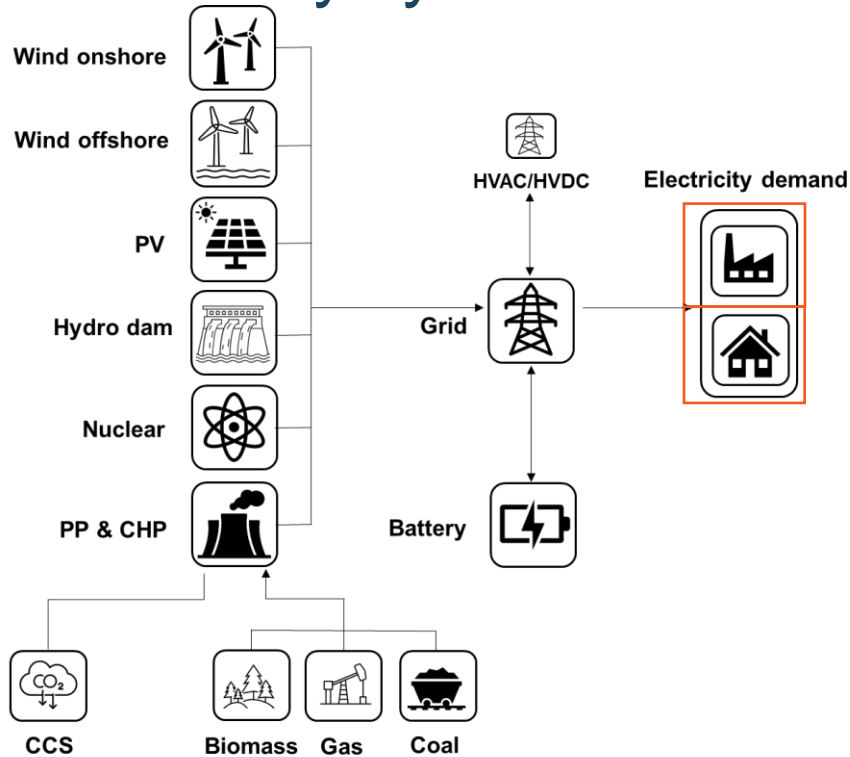 Wind onshore
Wind offshore
PV
Hydro dam
Nuclear
PP & CHP
HVAC/HVDC
Electricity demand
Grid
Battery
CO2
CCS
Biomass
Gas
Coal